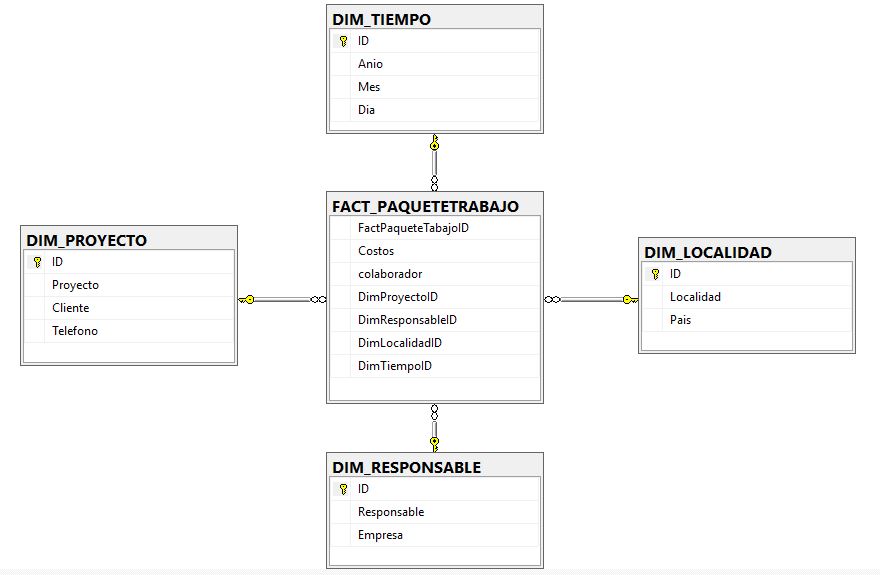 DIM_TIEMPO
ID
Anio
Mes
Dia
FACT_PAQUETETRABAJO
FactPaqueteTabajoID
Costos
colaborador
DimProyectoID
DimResponsableID
DimLocalidadID
DimTiempoID
DIM_PROYECTO
ID
Proyecto
Cliente
Telefono
DIM_LOCALIDAD
ID
Localidad
Pais
DIM_RESPONSABLE
ID
Responsable
Empresa